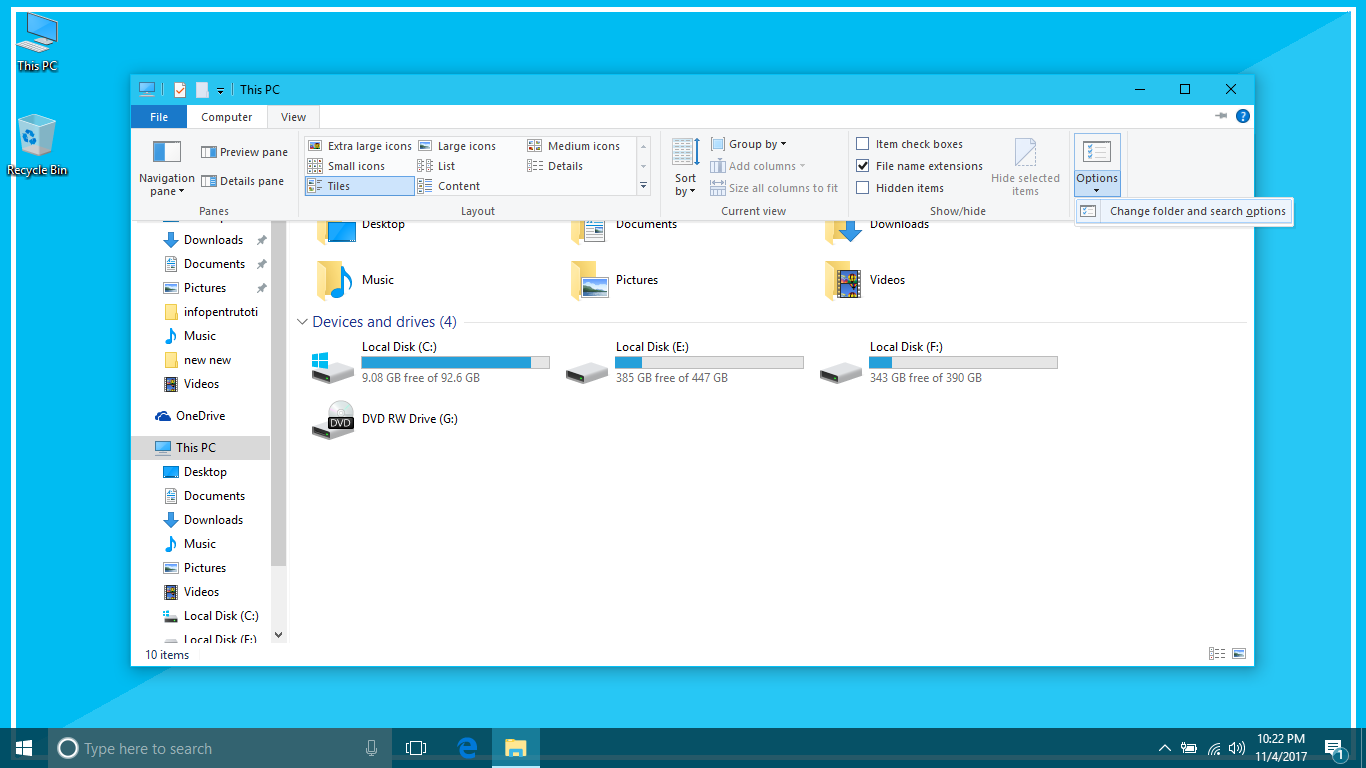 This PC
Recycle Bin
This PC
File
Computer
View
?
Navigation pane
Preview pane
Details pane
Panes
Extra large icons
Large icons
Medium icons
Small icons
List
Details
Tiles
Content
Layout
Sort by
Group by
Add columns
Size all columns to fit
Current view
Item check boxes
File name extensions
Hidden items
Hide selected items
Show/hide
Options
Change folder and search options
Downloads
Documents
Pictures
infopentrutoti
Music
new new
Videos
OneDrive
This PC
Desktop
Documents
Downloads
Music
Pictures
Videos
Local Disk (C:)
Local Disk (E:)
Desktop
Documents
Downloads
Music
Pictures
Videos
Devices and drives (4)
Local Disk (C:)
9.08 GB free of 92.6 GB
Local Disk (E:)
385 GB free of 447 GB
Local Disk (F:)
343 GB free of 390 GB
DVD
DVD RW Drive (G:)
10 items
Type here to search
10:22 PM
11/4/2017
1